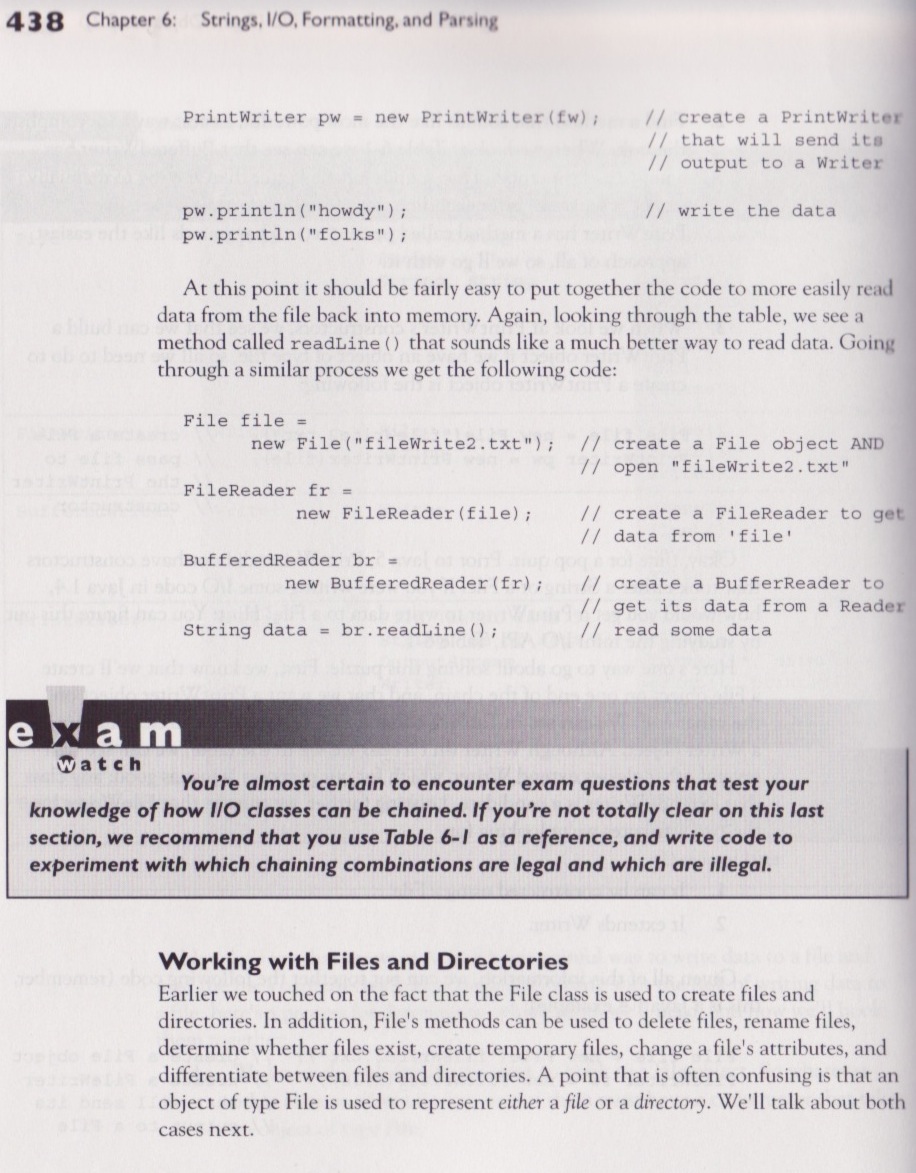 438 Chapter 6: Strings, I/O, Formatting, and Parsing
PrintWriter pw = new PrintWriter(fw); // create a PrintWriter
// that will send its
// output to a Writer
pw.println("howdy"); // write the data
pw.println("folks");
At this point it should be fairly easy to put together the code to more easily read
data from the file back into memory. Again, looking through the table, we see a
method called readLine() that sounds like a much better way to read data. Going
through a similar process we get the following code:
File file =
new File("fileWrite2.txt"); // create a File object AND
// open "fileWrite2.txt"
FileReader fr =
new FileReader(file); // create a FileReader to get
// data from 'file'
BufferedReader br =
new BufferedReader(fr); // create a BufferReader to
// get its data from a Reader
String data = br.readLine(); // read some data
exam
watch
You're almost certain to encounter exam questions that test your
knowledge of how I/O classes can be chained. If you're not totally clear on this last
section, we recommend that you use Table 6-1 as a reference, and write code to
experiment with which chaining combinations are legal and which are illegal.
Working with Files and Directories
Earlier we touched on the fact that the File class is used to create files and
directories. In addition, File's methods can be used to delete files, rename files,
determine whether files exist, create temporary files, change a file's attributes, and
differentiate between files and directories. A point that is often confusing is that an
object of type File is used to represent either a file or a directory. We'll talk about both
cases next.